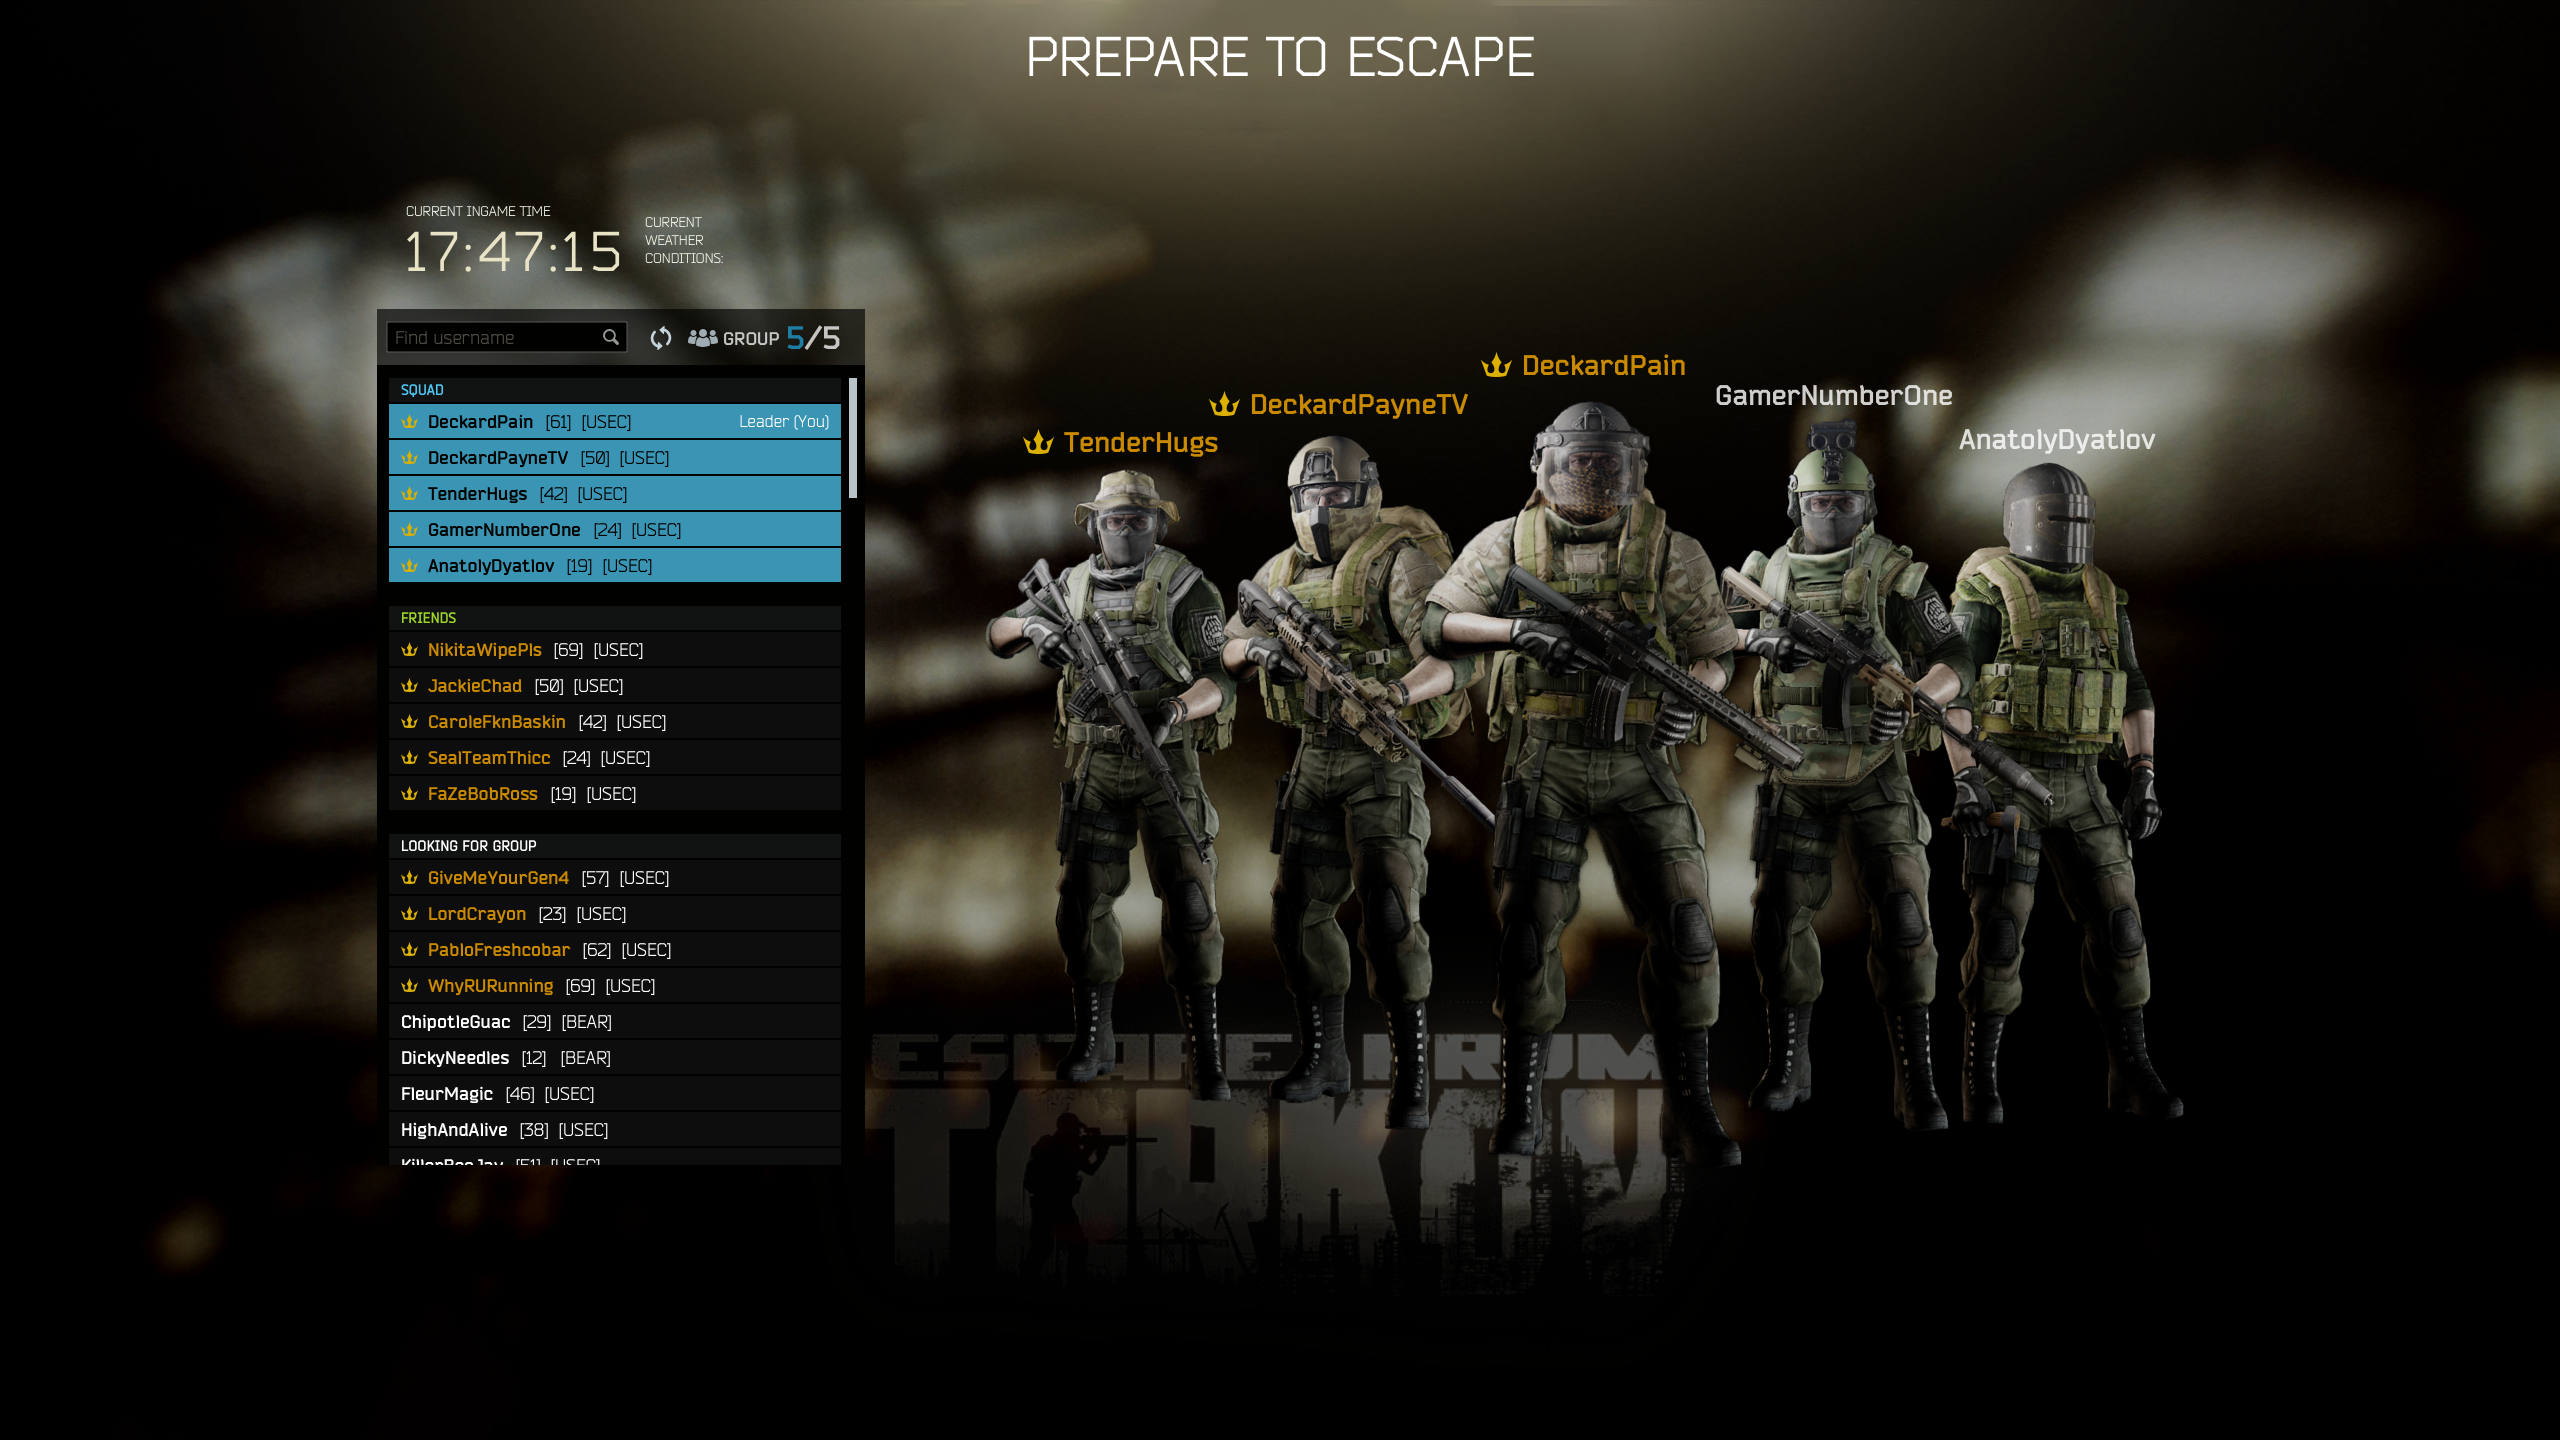 PREPARE TO ESCAPE
CURRENT INGAME TIME
17:47:15
CURRENT
WEATHER
CONDITIONS:
Find username
GROUP 5/5
SQUAD
DeckardPain [61] [USEC] Leader (You)
DeckardPayneTV [50] [USEC]
TenderHugs [42] [USEC]
GamerNumberOne [24] [USEC]
AnatolyDyatlov [19] [USEC]
FRIENDS
NikitaWipePls [69] [USEC]
JackieChad [50] [USEC]
CaroleFknBaskin [42] [USEC]
SealTeamThicc [24] [USEC]
FaZeBobRoss [19] [USEC]
LOOKING FOR GROUP
GiveMeYourGen4 [57] [USEC]
LordCrayon [23] [USEC]
PabloFreshcobar [62] [USEC]
WhyRURunning [69] [USEC]
ChipotleGuac [29] [BEAR]
DickyNeedles [12] [BEAR]
FleurMagic [46] [USEC]
HighAndAlive [38] [USEC]
TenderHugs
DeckardPayneTV
DeckardPain
GamerNumberOne
AnatolyDyatlov
ESCAPE FROM
TARKOV